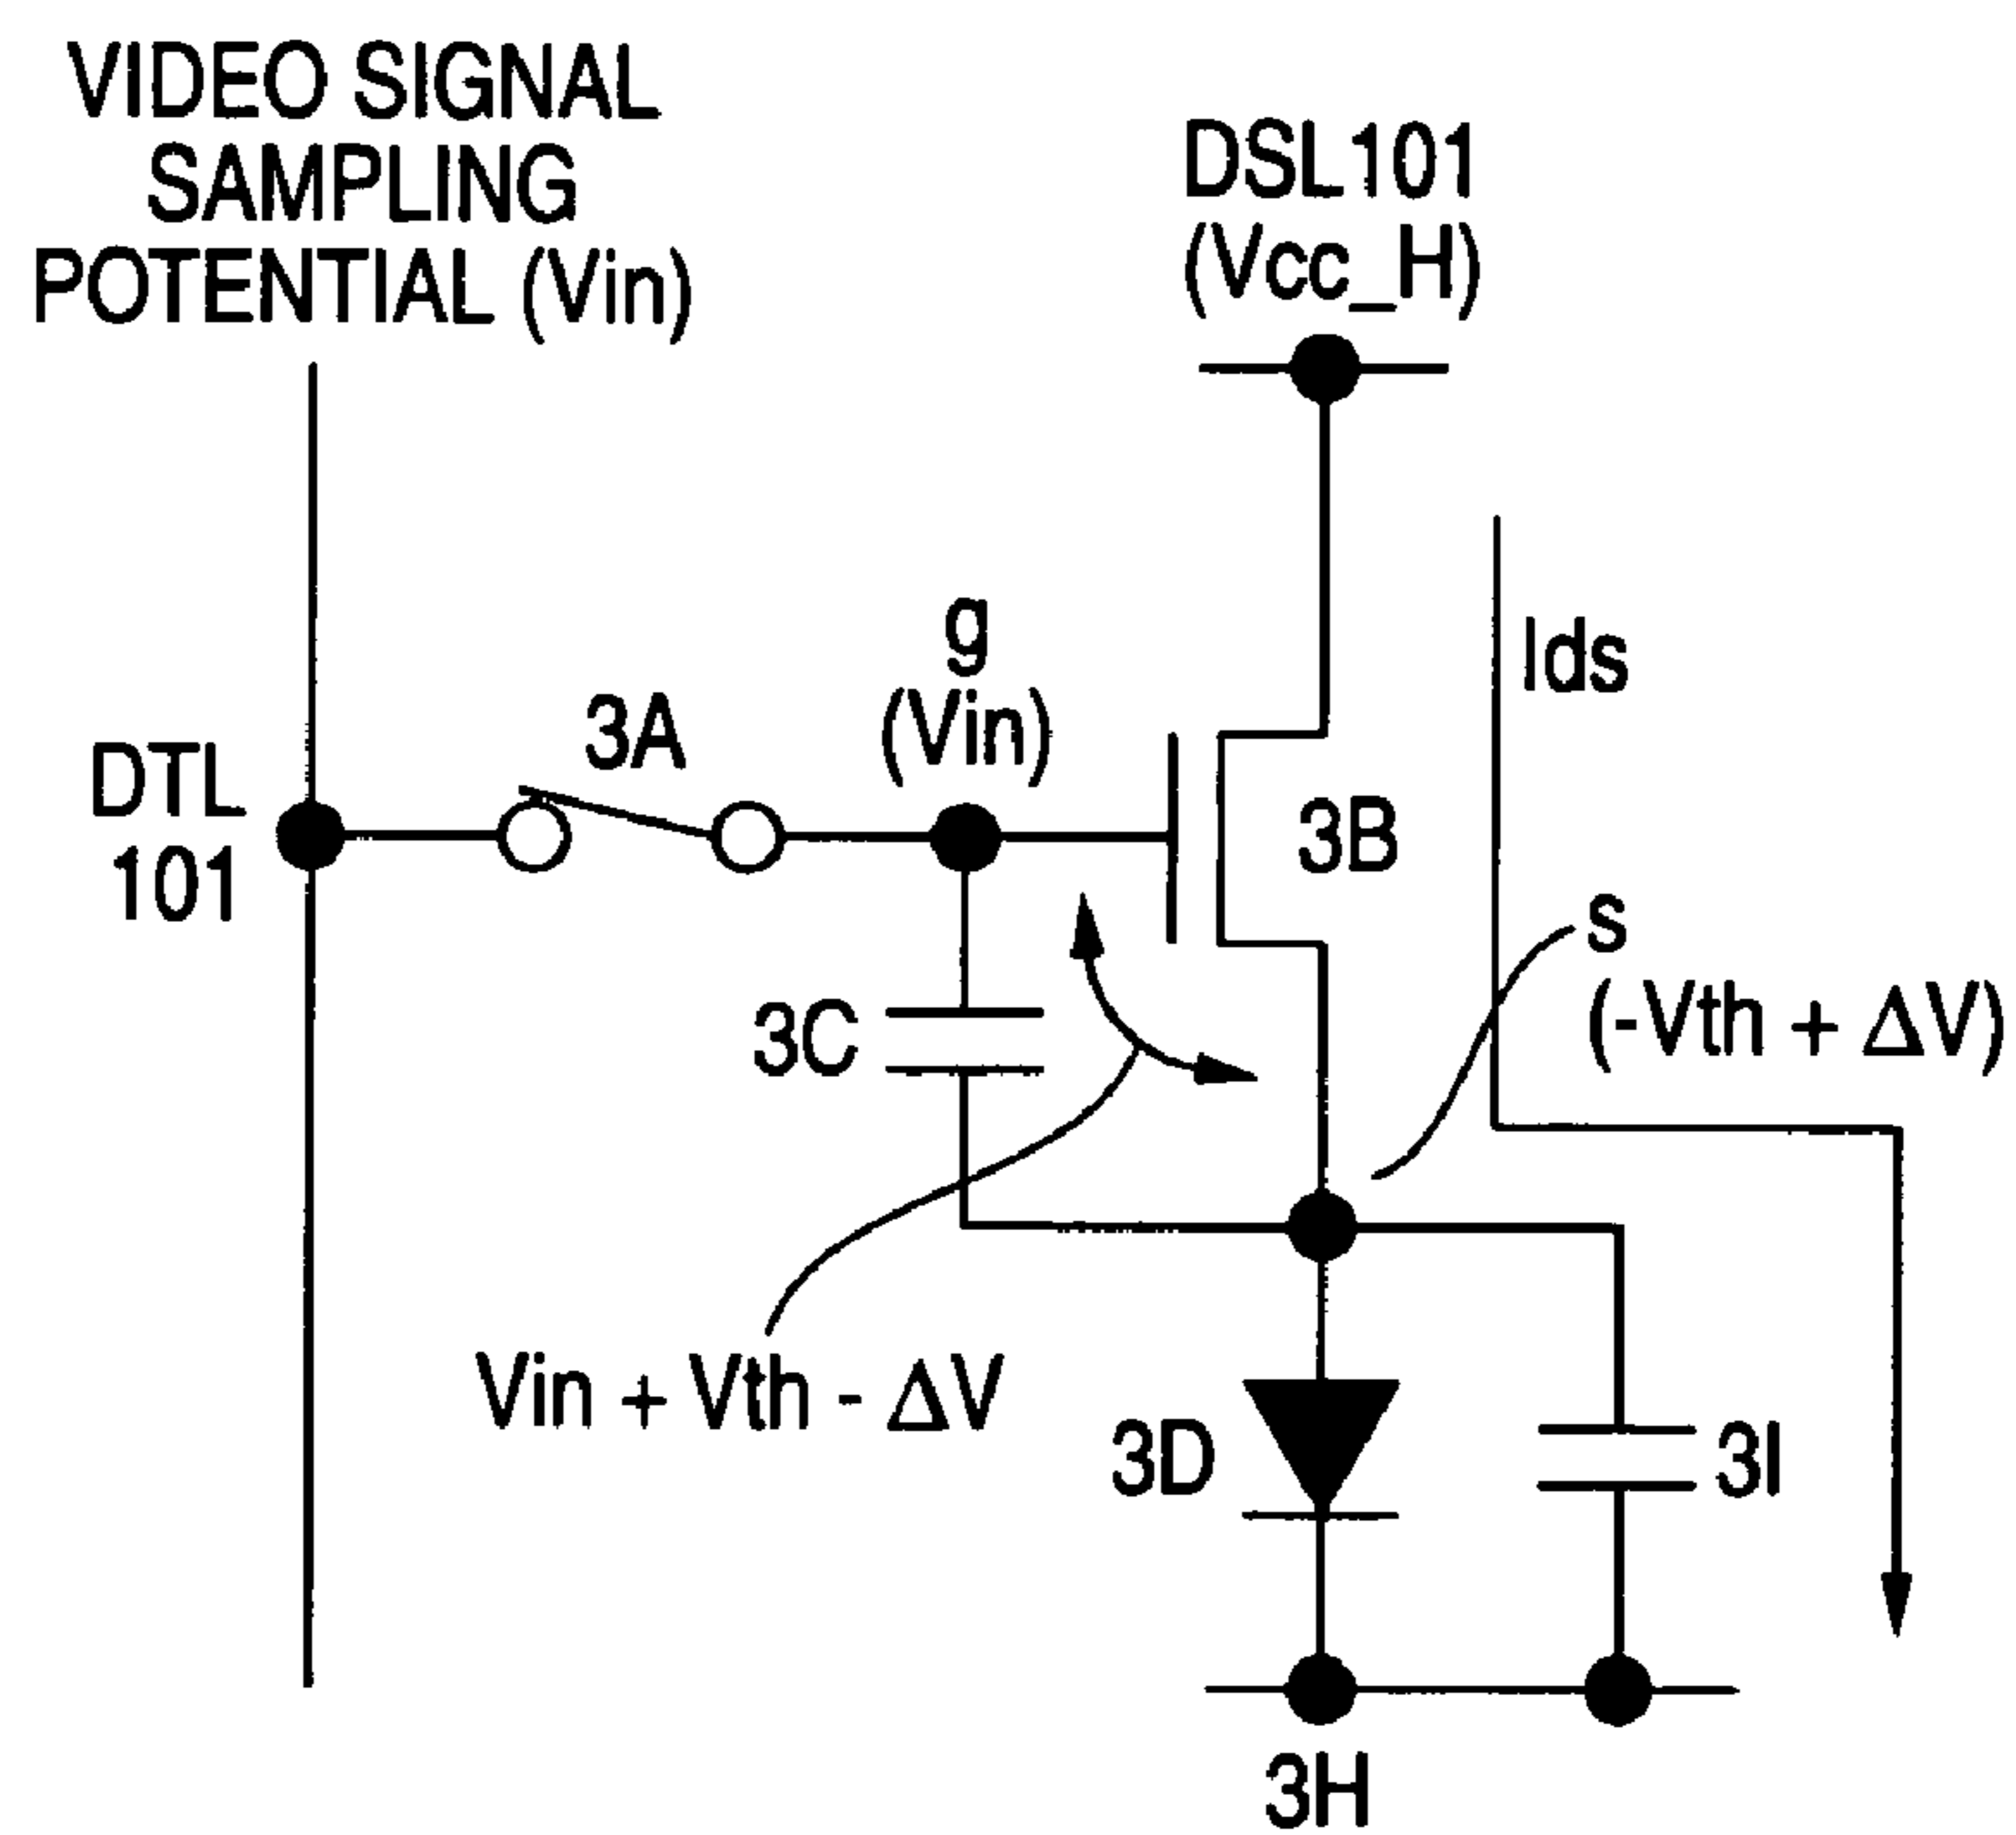 VIDEO SIGNAL
SAMPLING
POTENTIAL (Vin)
DSL101
(Vcc_H)
g
(Vin)
Ids
3A
DTL
101
3B
s
(-Vth + ΔV)
3C
Vin + Vth - ΔV
3D
3I
3H